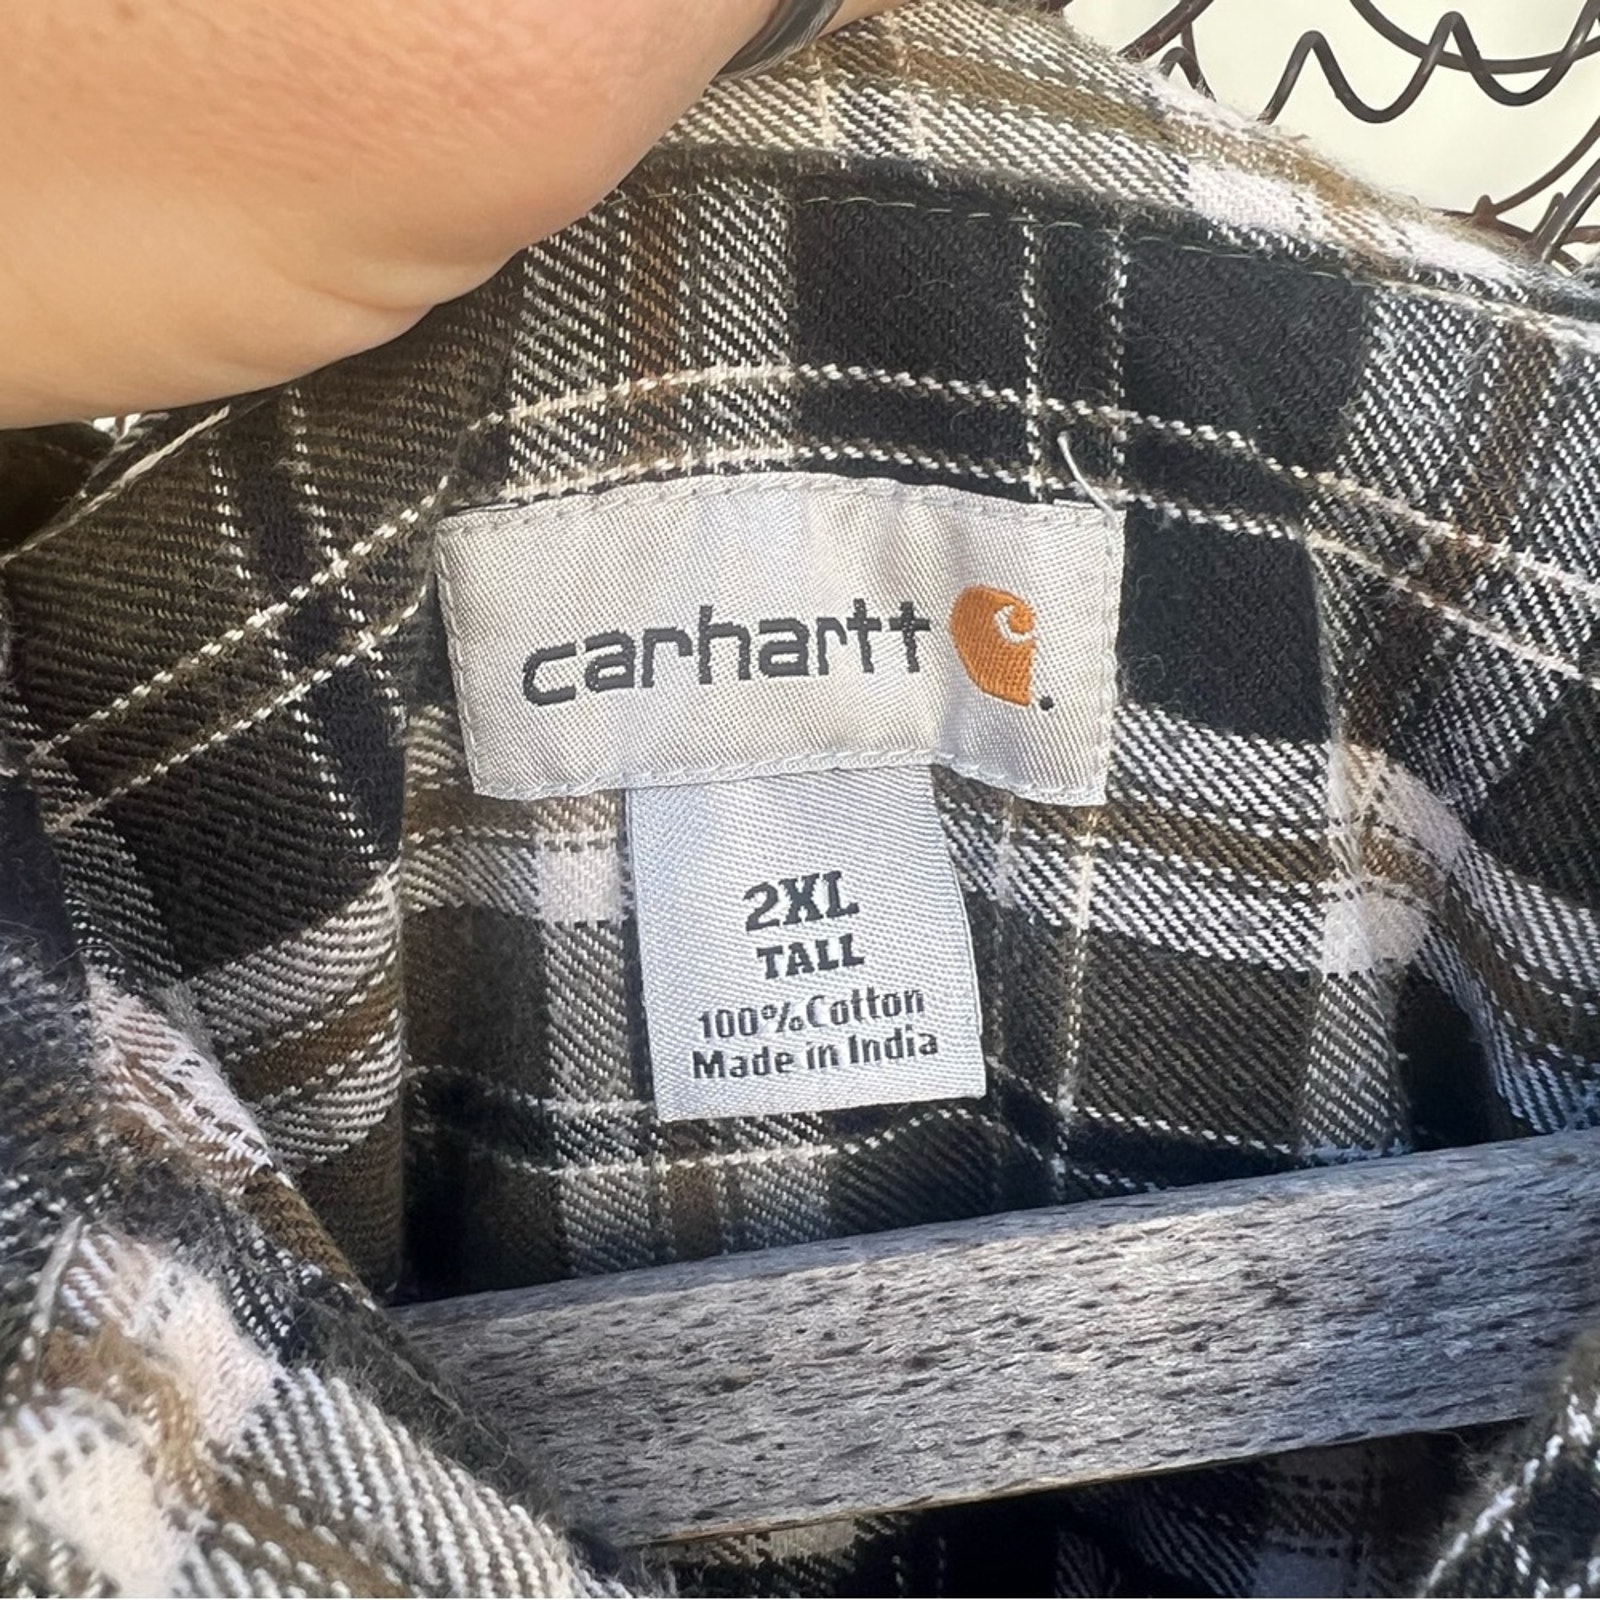 carhartt
2XL
TALL
100%Cotton
Made in India